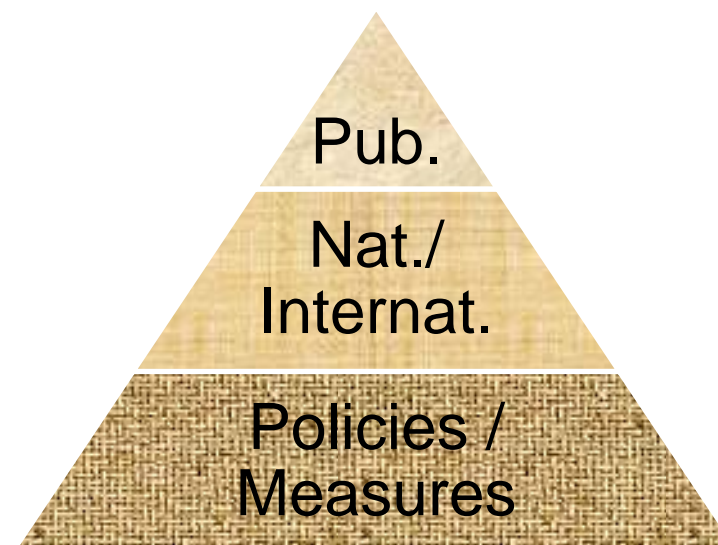 Pub.
Nat./
Internat.
Policies /
Measures